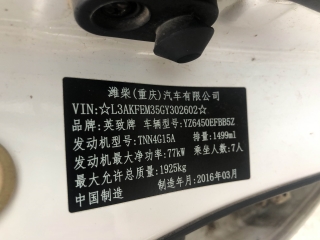 潍柴(重庆)汽车有限公司
VIN:☆L3AKFEM35GY302602☆
品牌:英致牌 车辆型号:YZ6450EFBB5Z
发动机型号:TNN4G15A 排量:1499ml
发动机最大净功率:77kW 乘坐人数:7人
最大允许总质量:1925kg
中国制造 制造年月:2016年03月